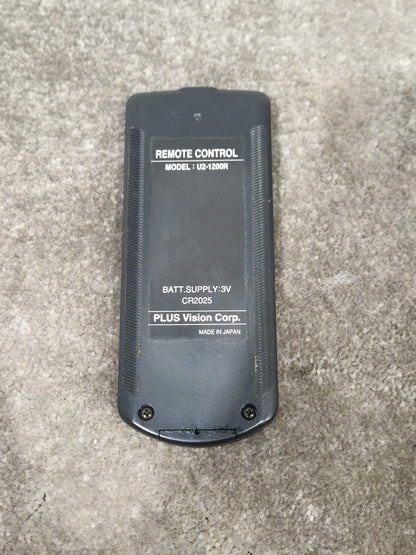 REMOTE CONTROL
MODEL : U2-1200R
BATT.SUPPLY:3V
CR2025
PLUS Vision Corp.
MADE IN JAPAN